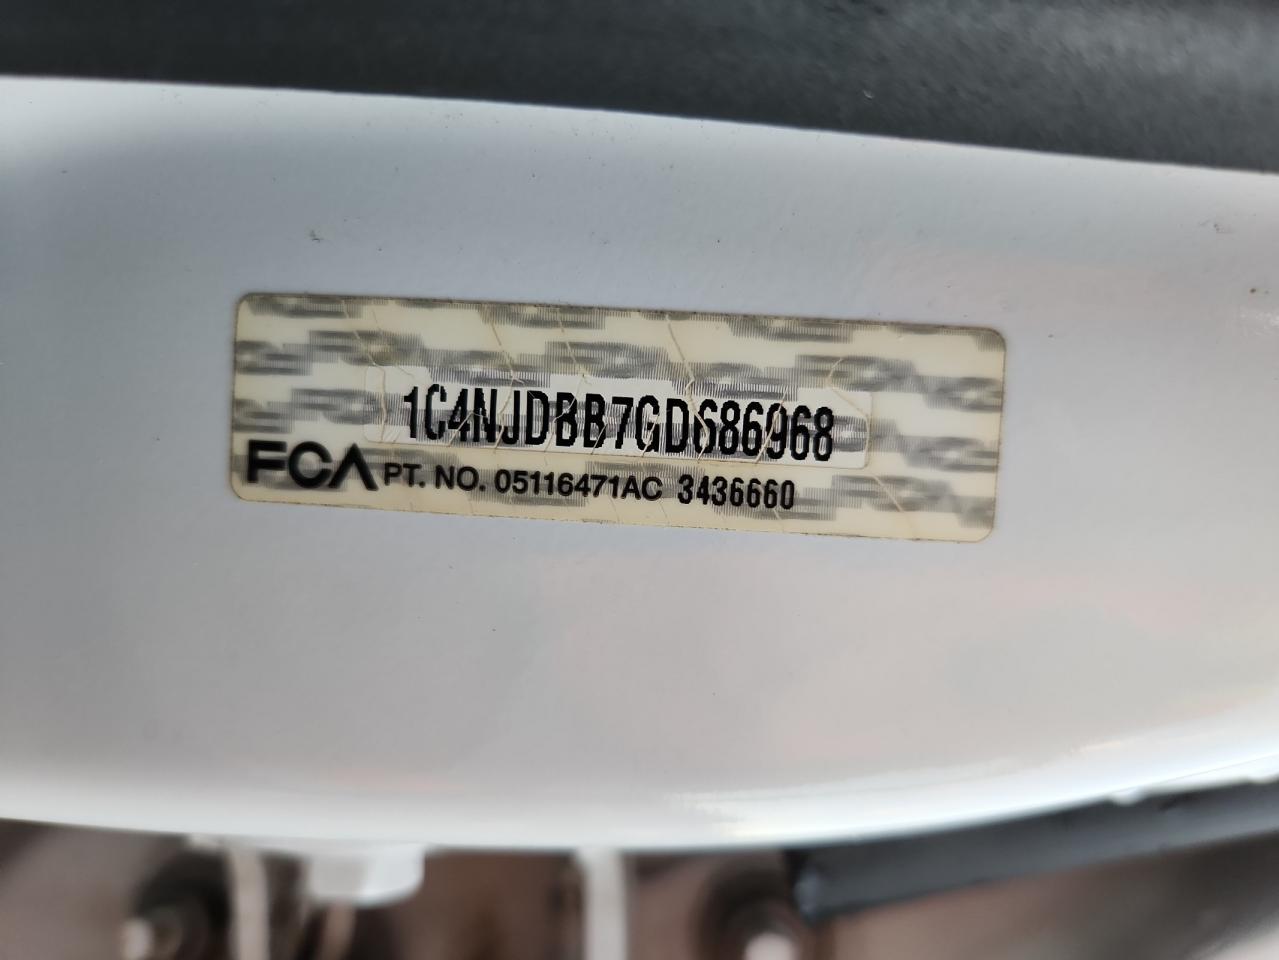 1C4NJDBB7GD686968
FCA PT. NO. 05116471AC 3436660